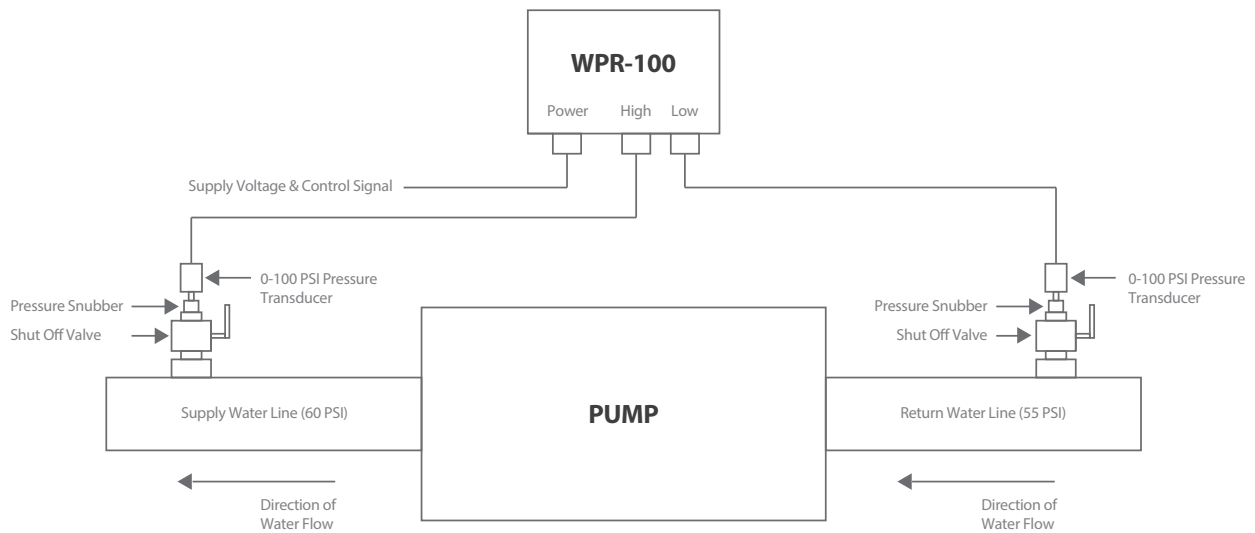 WPR-100
Power
High
Low
Supply Voltage & Control Signal
0-100 PSI Pressure
Transducer
Pressure Snubber
Shut Off Valve
0-100 PSI Pressure
Transducer
Pressure Snubber
Shut Off Valve
Supply Water Line (60 PSI)
PUMP
Return Water Line (55 PSI)
Direction of
Water Flow
Direction of
Water Flow